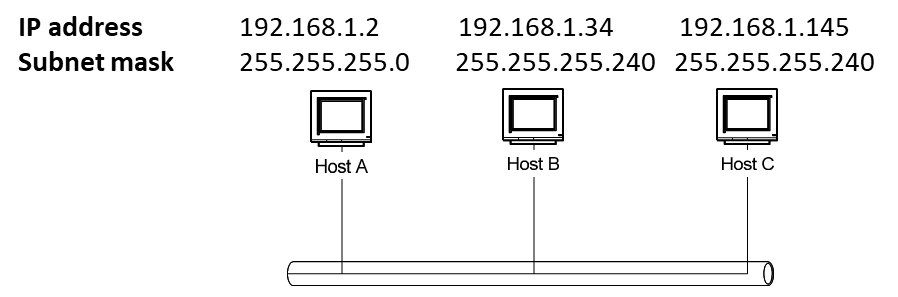 IP address 192.168.1.2 192.168.1.34 192.168.1.145
Subnet mask 255.255.255.0 255.255.255.240 255.255.255.240
Host A Host B Host C